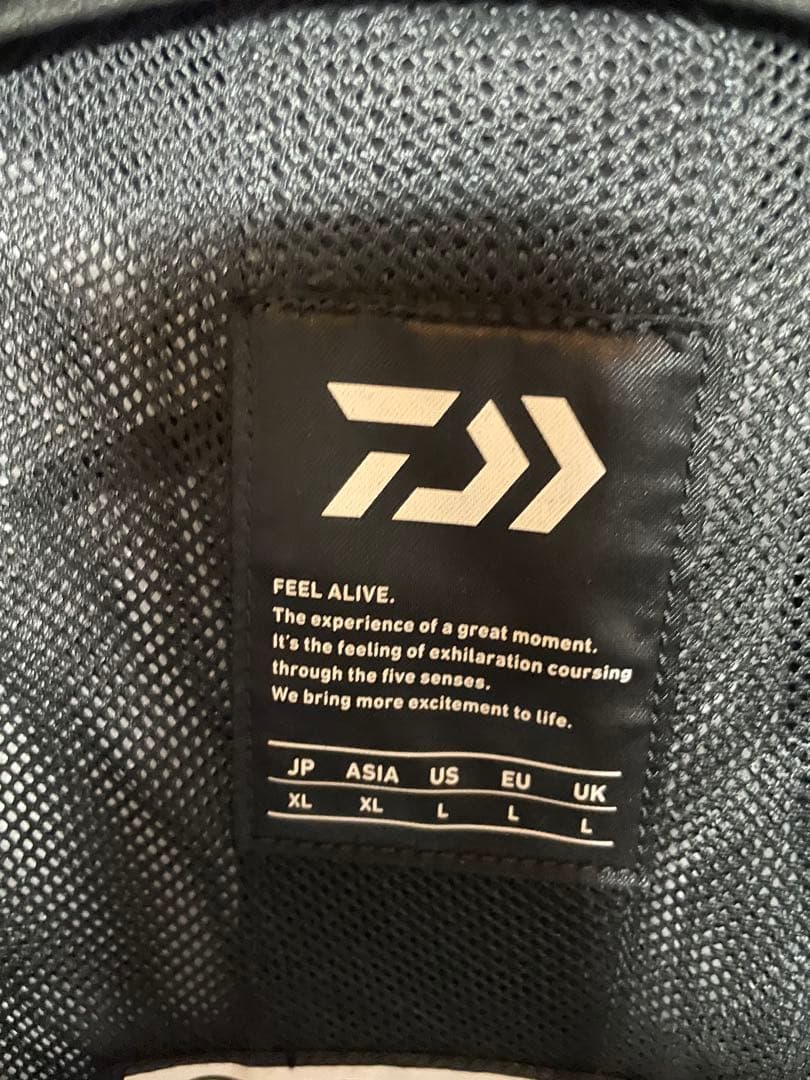 FEEL ALIVE.
The experience of a great moment.
It's the feeling of exhilaration coursing
through the five senses.
We bring more excitement to life.
JP ASIA US EU UK
XL XL L L L